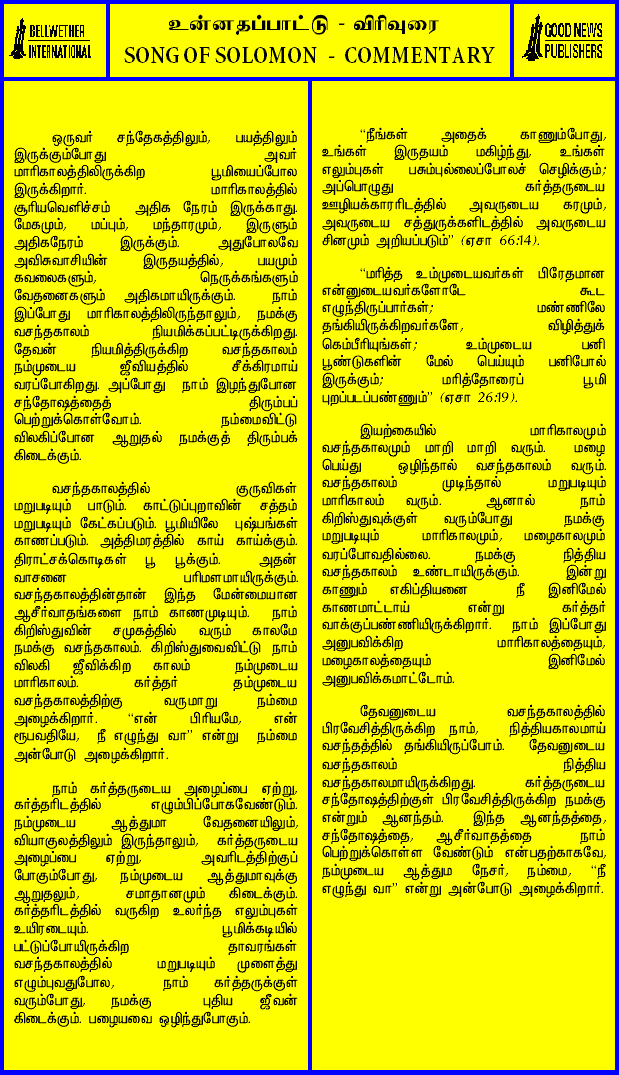 BELLWETHER
INTERNATIONAL
உன்னதப்பாட்டு - விரிவுரை
SONG OF SOLOMON - COMMENTARY
GOOD NEWS
PUBLISHERS
ஒருவர் சந்தேகத்திலும், பயத்திலும்
இருக்கும்போது அவர்
மாரிகாலத்திலிருக்கிற பூமியைப்போல
இருக்கிறார். மாரிகாலத்தில்
சூரியவெளிச்சம் அதிக நேரம் இருக்காது.
மேகமும், மப்பும், மந்தாரமும், இருளும்
அதிகநேரம் இருக்கும். அதுபோலவே
அவிசுவாசியின் இருதயத்தில், பயமும்
கவலைகளும், நெருக்கங்களும்
வேதனைகளும் அதிகமாயிருக்கும். நாம்
இப்போது மாரிகாலத்திலிருந்தாலும், நமக்கு
வசந்தகாலம் நியமிக்கப்பட்டிருக்கிறது.
தேவன் நியமித்திருக்கிற வசந்தகாலம்
நம்முடைய ஜீவியத்தில் சீக்கிரமாய்
வரப்போகிறது. அப்போது நாம் இழந்துபோன
சந்தோஷத்தைத் திரும்பப்
பெற்றுக்கொள்வோம். நம்மைவிட்டு
விலகிப்போன ஆறுதல் நமக்குத் திரும்பக்
கிடைக்கும்.
வசந்தகாலத்தில் குருவிகள்
மறுபடியும் பாடும். காட்டுப்புறாவின் சத்தம்
மறுபடியும் கேட்கப்படும். பூமியிலே புஷ்பங்கள்
காணப்படும். அத்திமரத்தில் காய் காய்க்கும்.
திராட்சக்கொடிகள் பூ பூக்கும். அதன்
வாசனை பரிமளமாயிருக்கும்.
வசந்தகாலத்தின்தான் இந்த மேன்மையான
ஆசீர்வாதங்களை நாம் காணமுடியும். நாம்
கிறிஸ்துவின் சமுகத்தில் வரும் காலமே
நமக்கு வசந்தகாலம். கிறிஸ்துவைவிட்டு நாம்
விலகி ஜீவிக்கிற காலம் நம்முடைய
மாரிகாலம். கர்த்தர் தம்முடைய
வசந்தகாலத்திற்கு வருமாறு நம்மை
அழைக்கிறார். “என் பிரியமே, என்
ரூபவதியே, நீ எழுந்து வா” என்று நம்மை
அன்போடு அழைக்கிறார்.
நாம் கர்த்தருடைய அழைப்பை ஏற்று,
கர்த்தரிடத்தில் எழும்பிப்போகவேண்டும்.
நம்முடைய ஆத்துமா வேதனையிலும்,
வியாகுலத்திலும் இருந்தாலும், கர்த்தருடைய
அழைப்பை ஏற்று, அவரிடத்திற்குப்
போகும்போது, நம்முடைய ஆத்துமாவுக்கு
ஆறுதலும், சமாதானமும் கிடைக்கும்.
கர்த்தரிடத்தில் வருகிற உலர்ந்த எலும்புகள்
உயிரடையும். பூமிக்கடியில்
பட்டுப்போயிருக்கிற தாவரங்கள்
வசந்தகாலத்தில் மறுபடியும் முளைத்து
எழும்புவதுபோல, நாம் கர்த்தருக்குள்
வரும்போது, நமக்கு புதிய ஜீவன்
கிடைக்கும். பழையவை ஒழிந்துபோகும்.
“நீங்கள் அதைக் காணும்போது,
உங்கள் இருதயம் மகிழ்ந்து, உங்கள்
எலும்புகள் பசும்புல்லைப்போலச் செழிக்கும்;
அப்பொழுது கர்த்தருடைய
ஊழியக்காரரிடத்தில் அவருடைய கரமும்,
அவருடைய சத்துருக்களிடத்தில் அவருடைய
சினமும் அறியப்படும்” (ஏசா 66:14).
“மரித்த உம்முடையவர்கள் பிரேதமான
என்னுடையவர்களோடே கூட
எழுந்திருப்பார்கள்; மண்ணிலே
தங்கியிருக்கிறவர்களே, விழித்துக்
கெம்பீரியுங்கள்; உம்முடைய பனி
பூண்டுகளின் மேல் பெய்யும் பனிபோல்
இருக்கும்; மரித்தோரைப் பூமி
புறப்படப்பண்ணும்” (ஏசா 26:19).
இயற்கையில் மாரிகாலமும்
வசந்தகாலமும் மாறி மாறி வரும். மழை
பெய்து ஒழிந்தால் வசந்தகாலம் வரும்.
வசந்தகாலம் முடிந்தால் மறுபடியும்
மாரிகாலம் வரும். ஆனால் நாம்
கிறிஸ்துவுக்குள் வரும்போது நமக்கு
மறுபடியும் மாரிகாலமும், மழைகாலமும்
வரப்போவதில்லை. நமக்கு நித்திய
வசந்தகாலம் உண்டாயிருக்கும். இன்று
காணும் எகிப்தியனை நீ இனிமேல்
காணமாட்டாய் என்று கர்த்தர்
வாக்குப்பண்ணியிருக்கிறார். நாம் இப்போது
அனுபவிக்கிற மாரிகாலத்தையும்,
மழைகாலத்தையும் இனிமேல்
அனுபவிக்கமாட்டோம்.
தேவனுடைய வசந்தகாலத்தில்
பிரவேசித்திருக்கிற நாம், நித்தியகாலமாய்
வசந்தத்தில் தங்கியிருப்போம். தேவனுடைய
வசந்தகாலம் நித்திய
வசந்தகாலமாயிருக்கிறது. கர்த்தருடைய
சந்தோஷத்திற்குள் பிரவேசித்திருக்கிற நமக்கு
என்றும் ஆனந்தம். இந்த ஆனந்தத்தை,
சந்தோஷத்தை, ஆசீர்வாதத்தை நாம்
பெற்றுக்கொள்ள வேண்டும் என்பதற்காகவே,
நம்முடைய ஆத்தும நேசர், நம்மை, “நீ
எழுந்து வா” என்று அன்போடு அழைக்கிறார்.